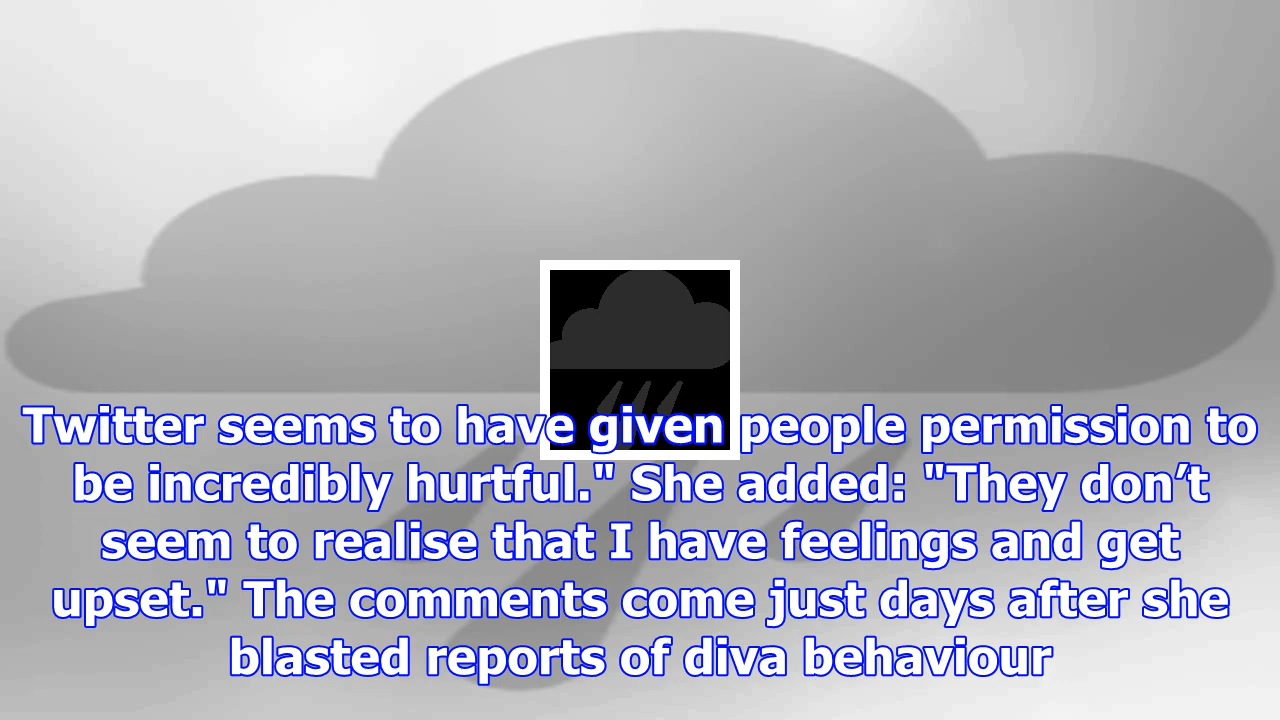 Twitter seems to have given people permission to
be incredibly hurtful." She added: "They don’t
seem to realise that I have feelings and get
upset." The comments come just days after she
blasted reports of diva behaviour